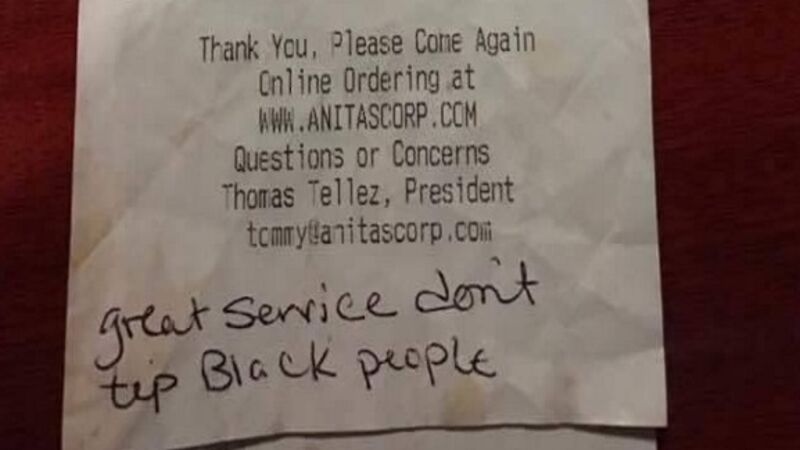 Thank You, Please Come Again
Online Ordering at
WWW.ANITASCORP.COM
Questions or Concerns
Thomas Tellez, President
tommy@anitascorp.com
great service don't
tip Black people